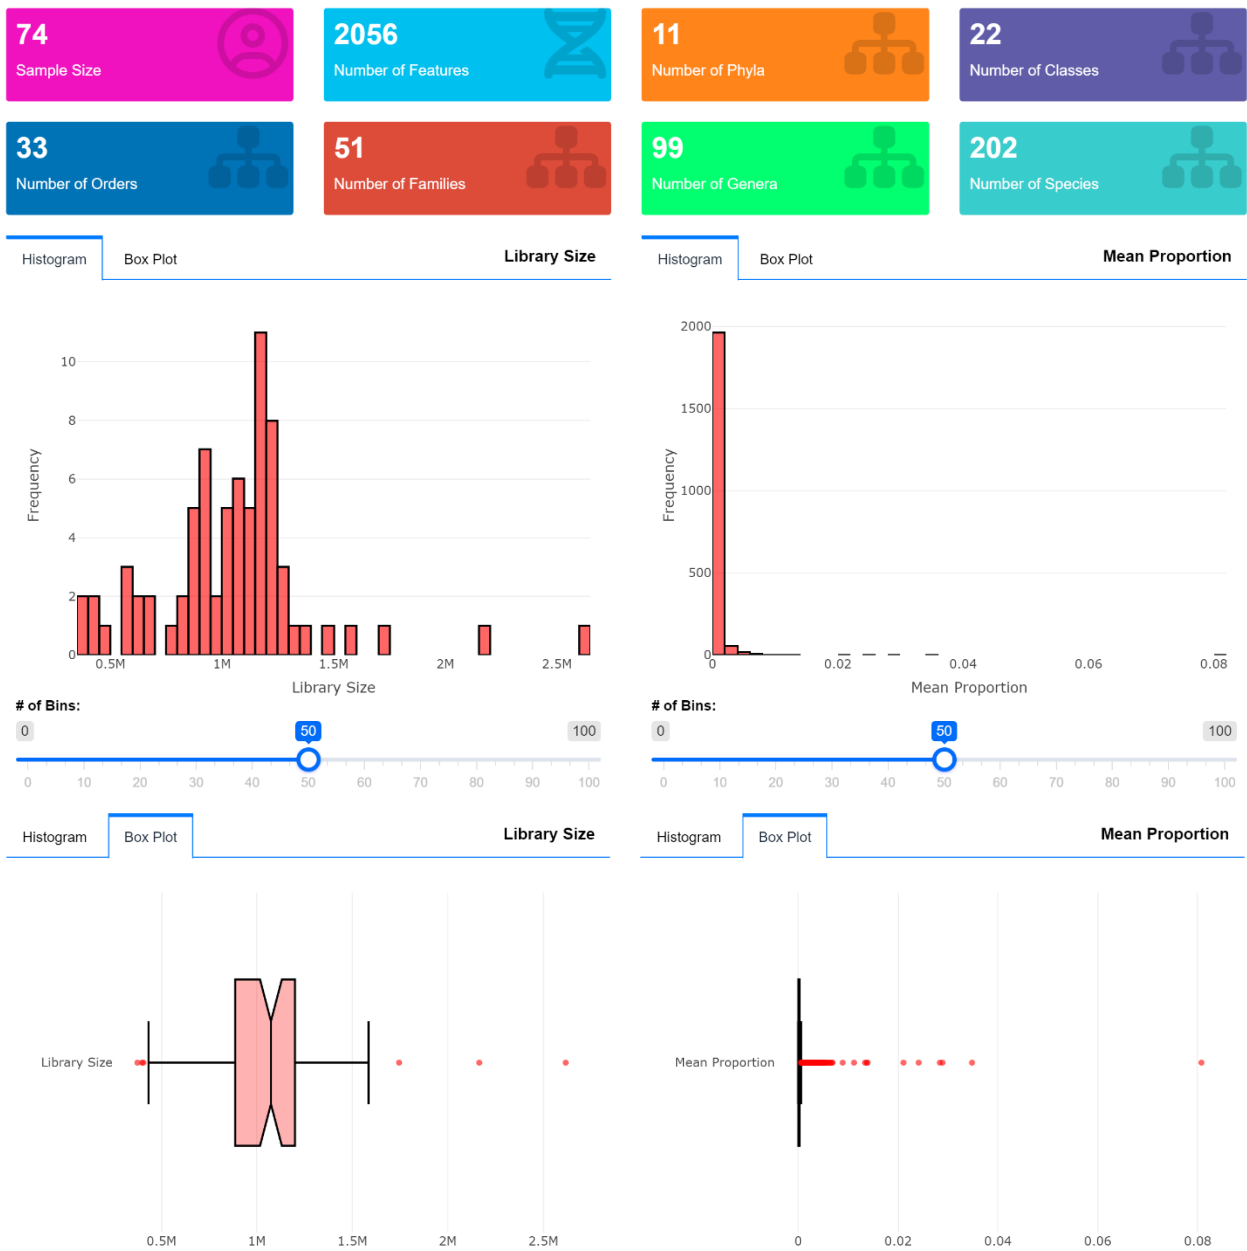 74
Sample Size
2056
Number of Features
11
Number of Phyla
22
Number of Classes
33
Number of Orders
51
Number of Families
99
Number of Genera
202
Number of Species
Histogram Box Plot Library Size
10
8
6
4
2
0
Frequency
0.5M 1M 1.5M 2M 2.5M
Library Size
# of Bins:
0 50 100
0 10 20 30 40 50 60 70 80 90 100
Histogram Box Plot Mean Proportion
2000
1500
1000
500
0
Frequency
0 0.02 0.04 0.06 0.08
Mean Proportion
# of Bins:
0 50 100
0 10 20 30 40 50 60 70 80 90 100
Histogram Box Plot Library Size
Library Size
0.5M 1M 1.5M 2M 2.5M
Histogram Box Plot Mean Proportion
Mean Proportion
0 0.02 0.04 0.06 0.08